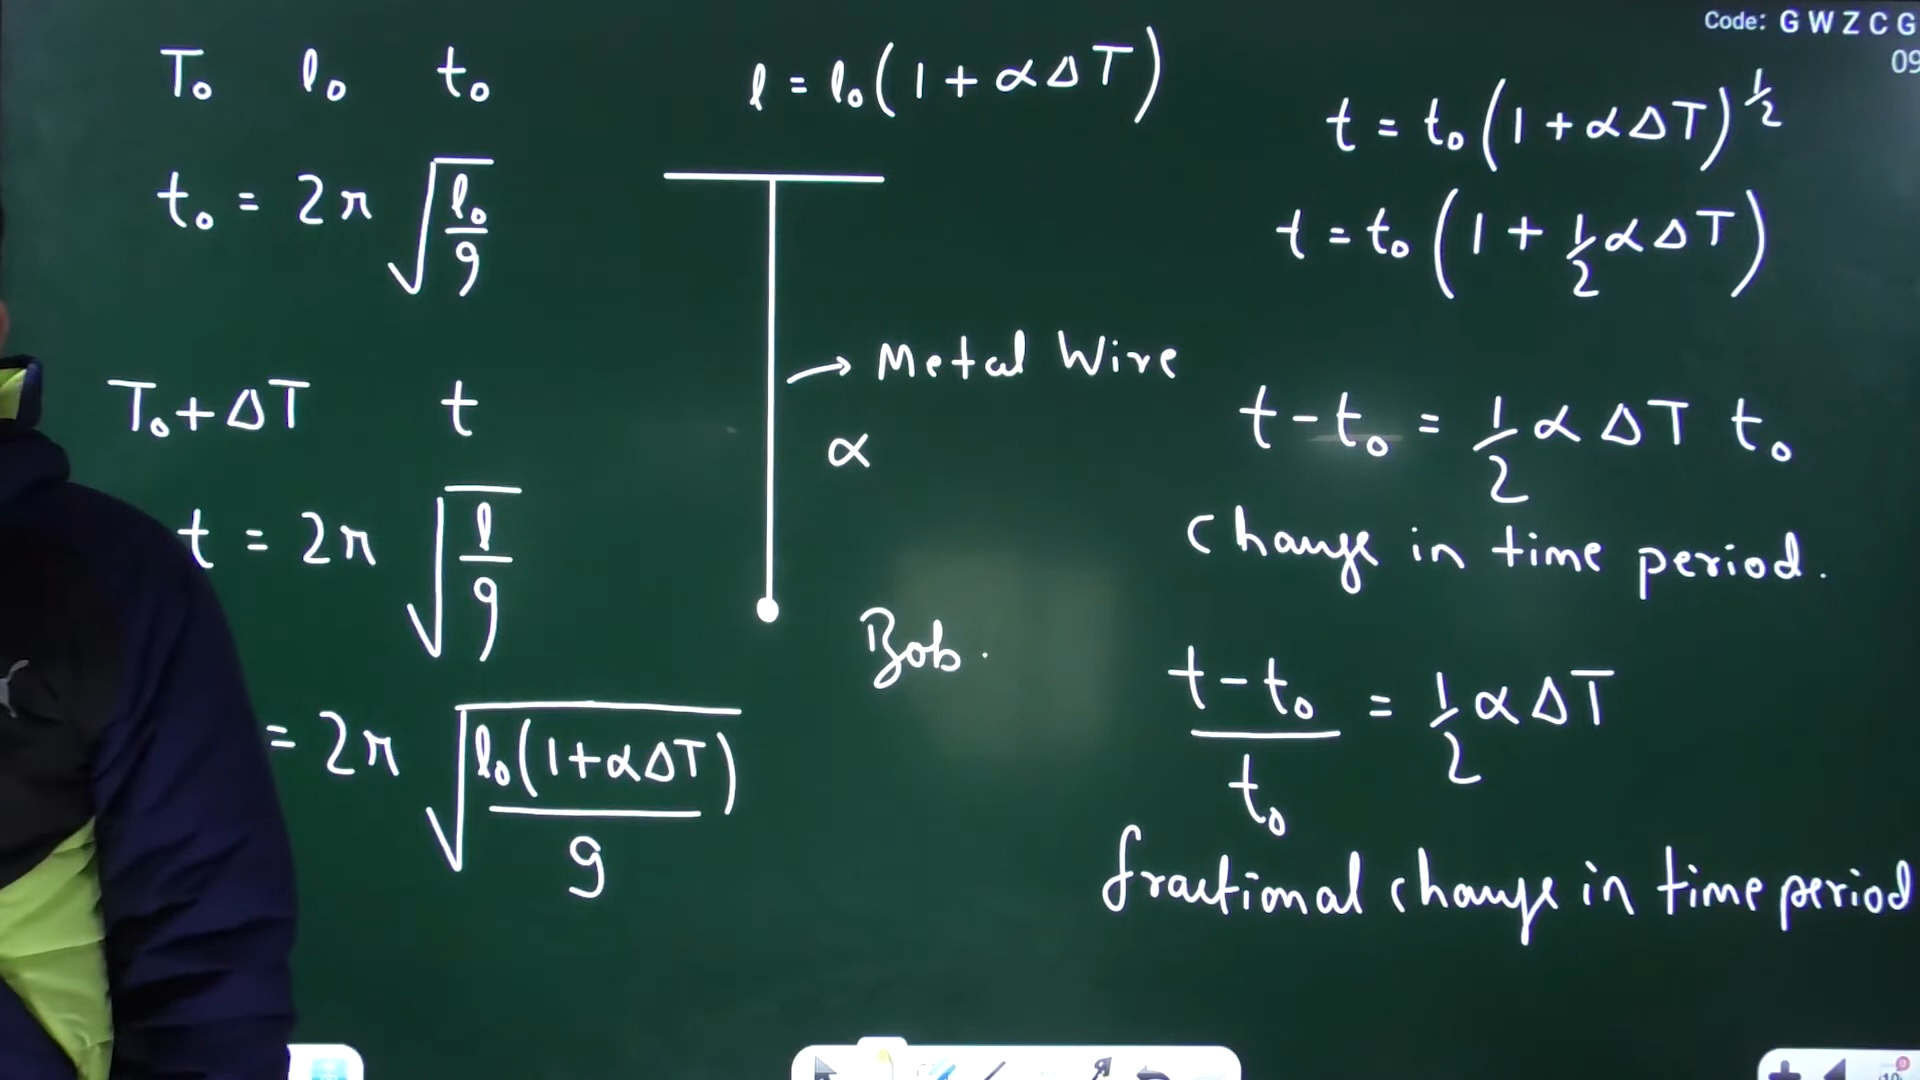 Code: G W Z C G
09
T₀ l₀ t₀
t₀ = 2π √(l₀/g)
T₀+ΔT t
t = 2π √(l/g)
= 2π √(l₀(1+αΔT)/g)
l = l₀(1+αΔT)
Metal Wire
α
Bob.
t = t₀(1+αΔT)^½
t = t₀(1+½αΔT)
t-t₀ = ½αΔT t₀
Change in time period.
(t-t₀)/t₀ = ½αΔT
fractional change in time period